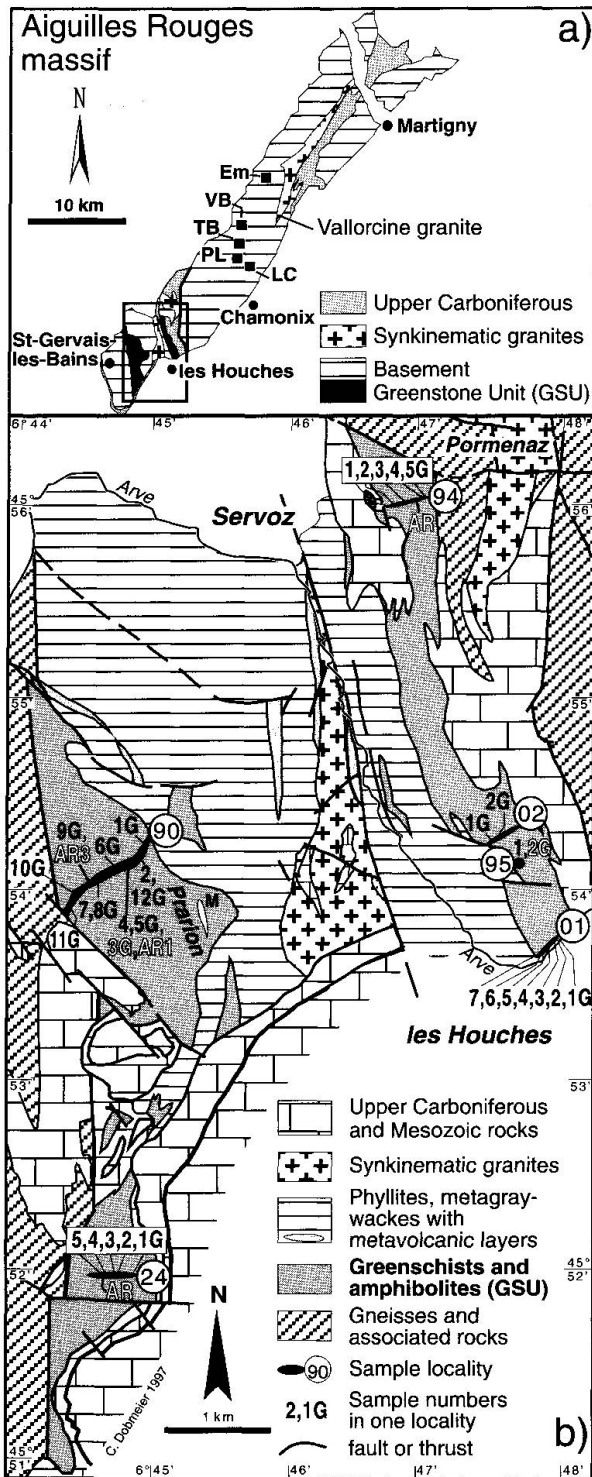 Aiguilles Rouges
massif
a)
N
10 km
Martigny
Em
VB
TB
PL
LC
Vallorcine granite
Chamonix
St-Gervais-
les-Bains
les Houches
Upper Carboniferous
Synkinematic granites
Basement
Greenstone Unit (GSU)
6°44'
45
46
47
48'
45°
56'
Arve
Servoz
Pormenaz
1,2,3,4,5G
94
AR
45°
56'
55
55
9G,
AR3
6G
1G
90
10G
7,8G
2,
12G
4,5G,
3G,AR1
Prarion
M
11G
54'
2G
1G
02
1,2G
95
54'
01
Arve
7,6,5,4,3,2,1G
les Houches
53'
53'
5,4,3,2,1G
24
AR
52'
45°
52'
Upper Carboniferous
and Mesozoic rocks
Synkinematic granites
Phyllites, metagray-
wackes with
metavolcanic layers
Greenschists and
amphibolites (GSU)
Gneisses and
associated rocks
90
Sample locality
2,1G
Sample numbers
in one locality
fault or thrust
N
1 km
C. Dobmeier 1997
45°
51'
6°45'
46
47
48'
b)